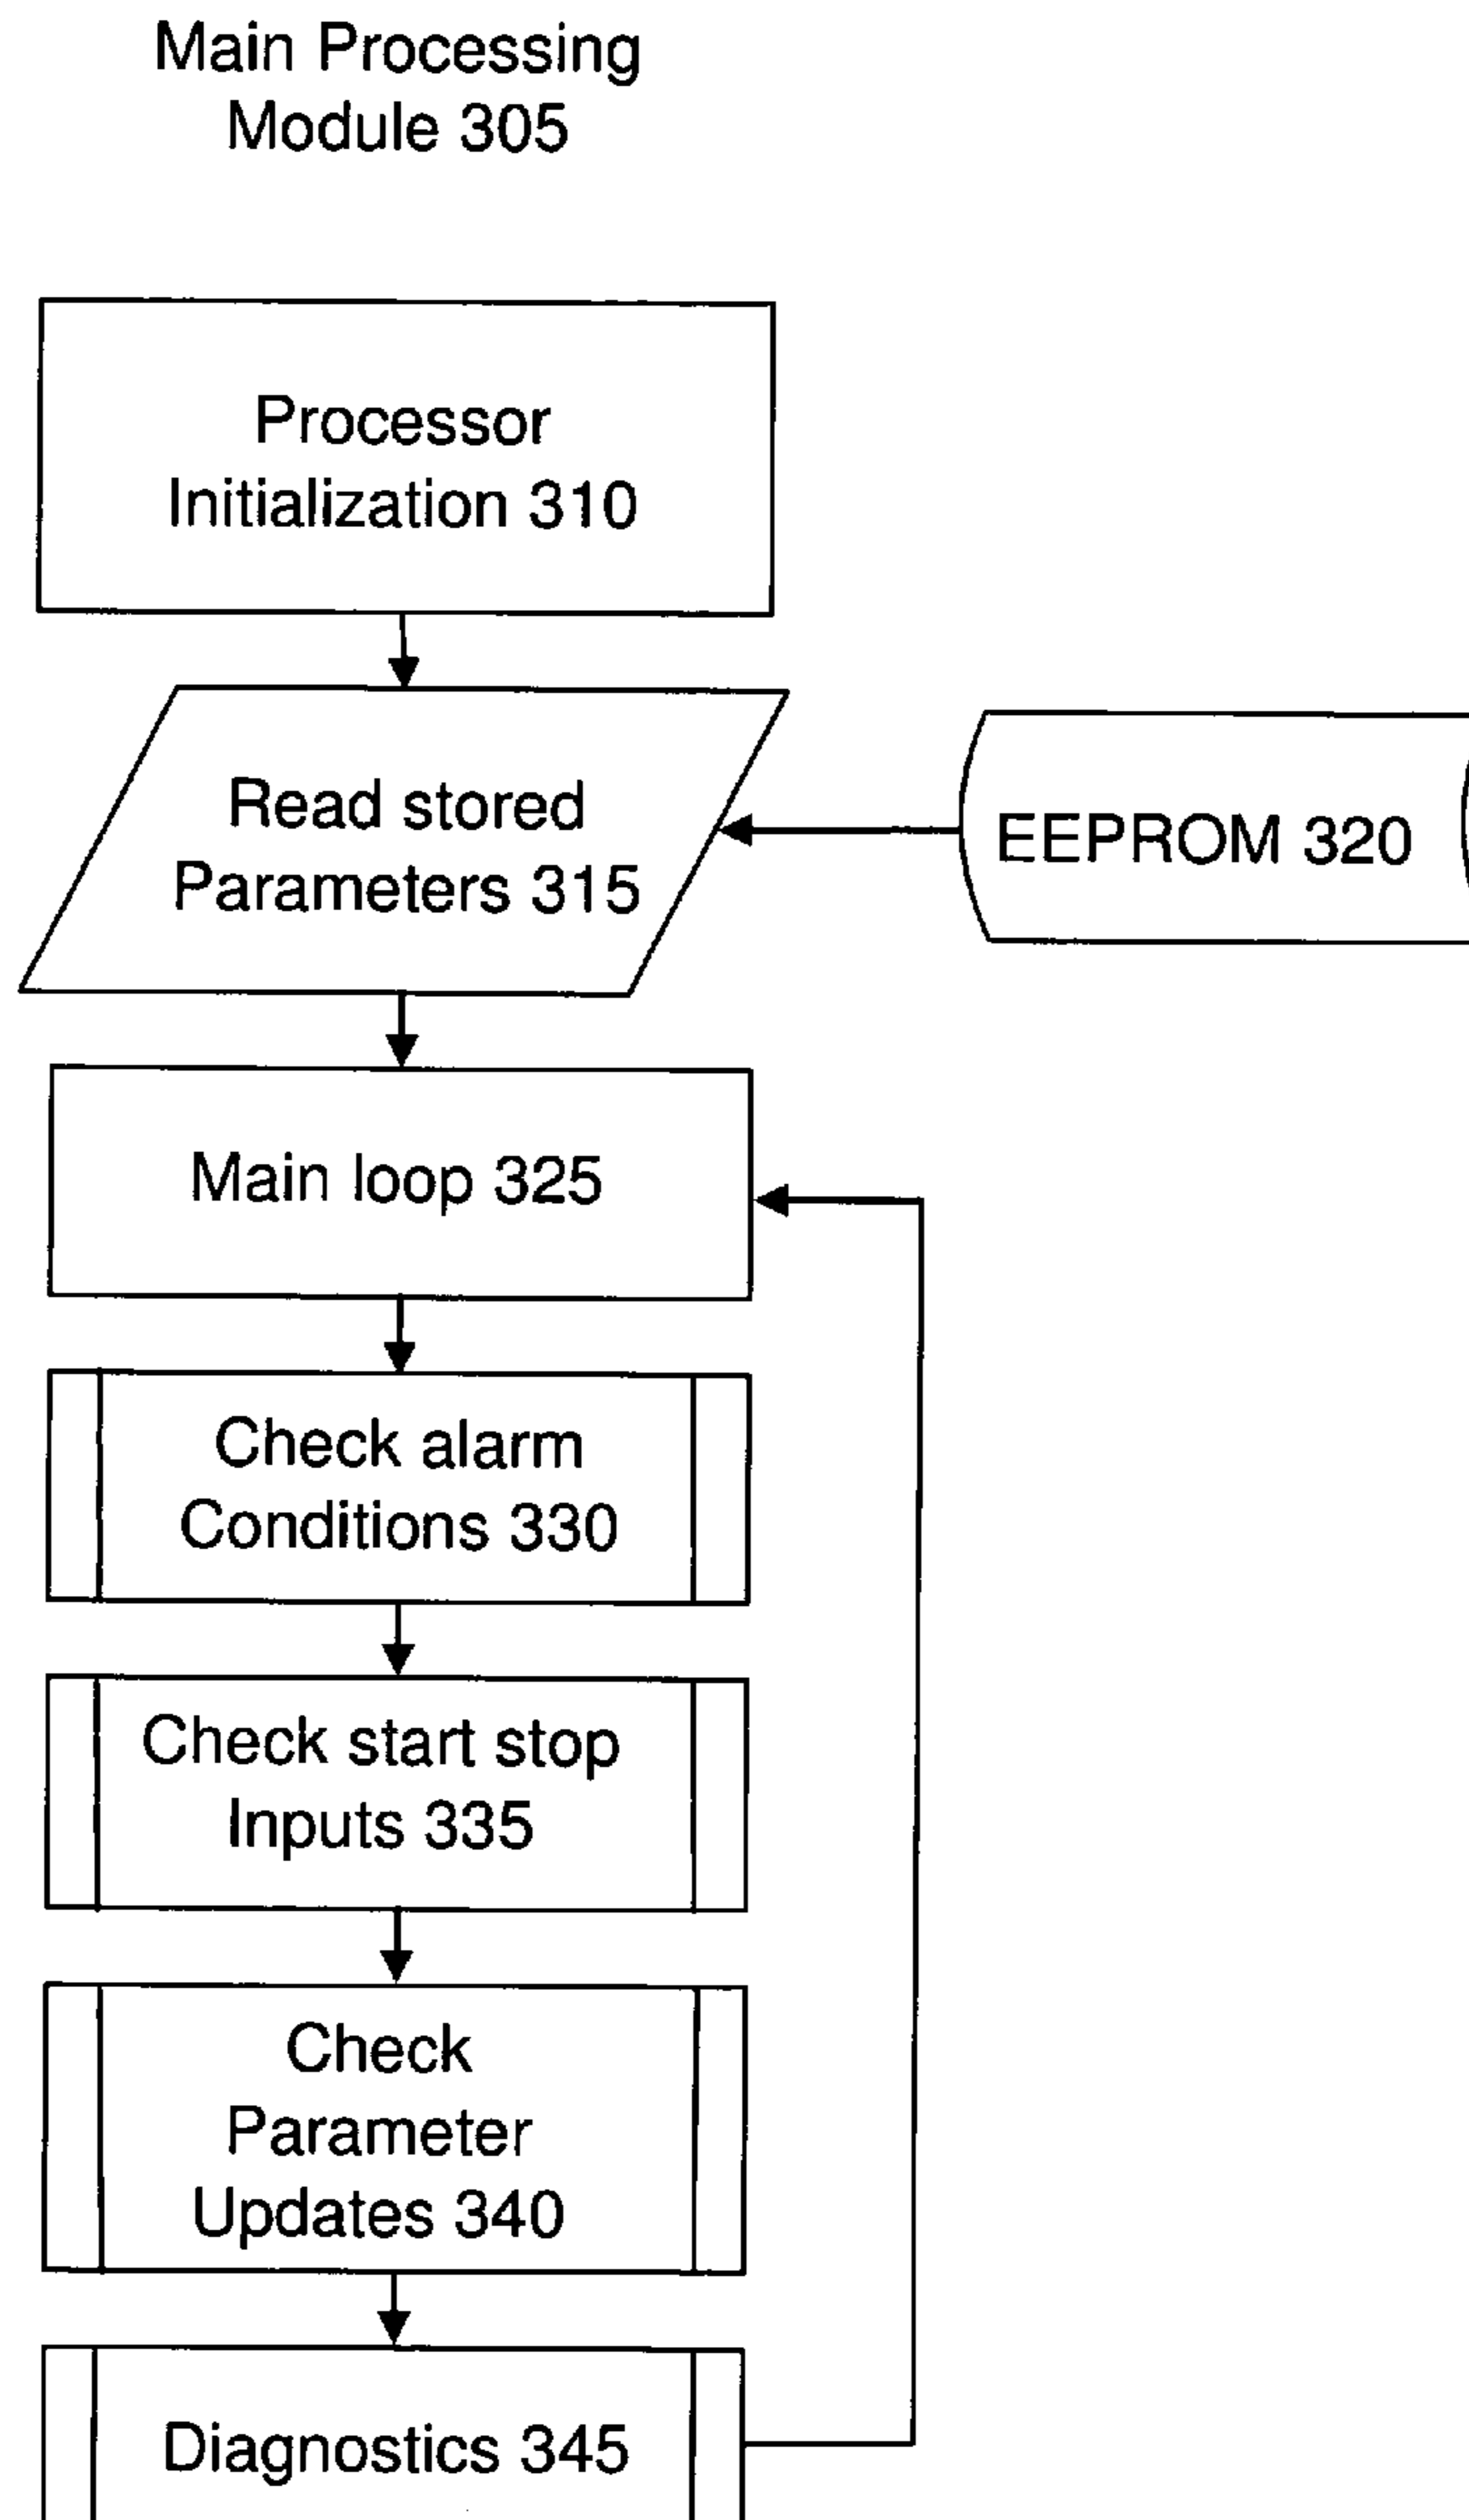 Main Processing
Module 305
Processor
Initialization 310
Read stored
Parameters 315
EEPROM 320
Main loop 325
Check alarm
Conditions 330
Check start stop
Inputs 335
Check
Parameter
Updates 340
Diagnostics 345